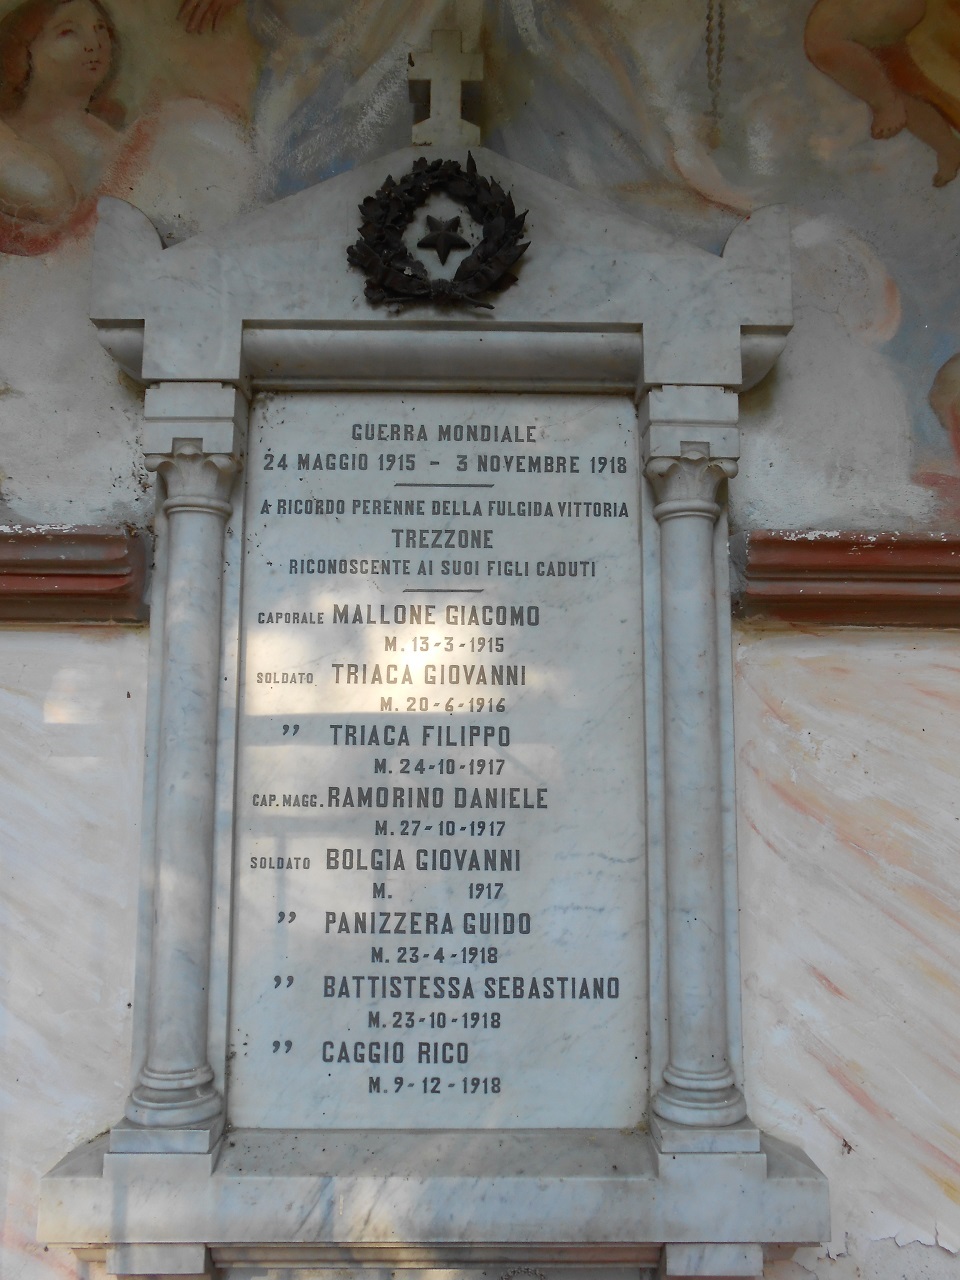 GUERRA MONDIALE
24 MAGGIO 1915 - 3 NOVEMBRE 1918
A RICORDO PERENNE DELLA FULGIDA VITTORIA
TREZZONE
RICONOSCENTE AI SUOI FIGLI CADUTI
CAPORALE MALLONE GIACOMO
M. 13-3-1915
SOLDATO TRIACA GIOVANNI
M. 20-6-1916
” TRIACA FILIPPO
M. 24-10-1917
CAP. MAGG. RAMORINO DANIELE
M. 27-10-1917
SOLDATO BOLGIA GIOVANNI
M. 1917
” PANIZZERA GUIDO
M. 23-4-1918
” BATTISTESSA SEBASTIANO
M. 23-10-1918
” CAGGIO RICO
M. 9-12-1918